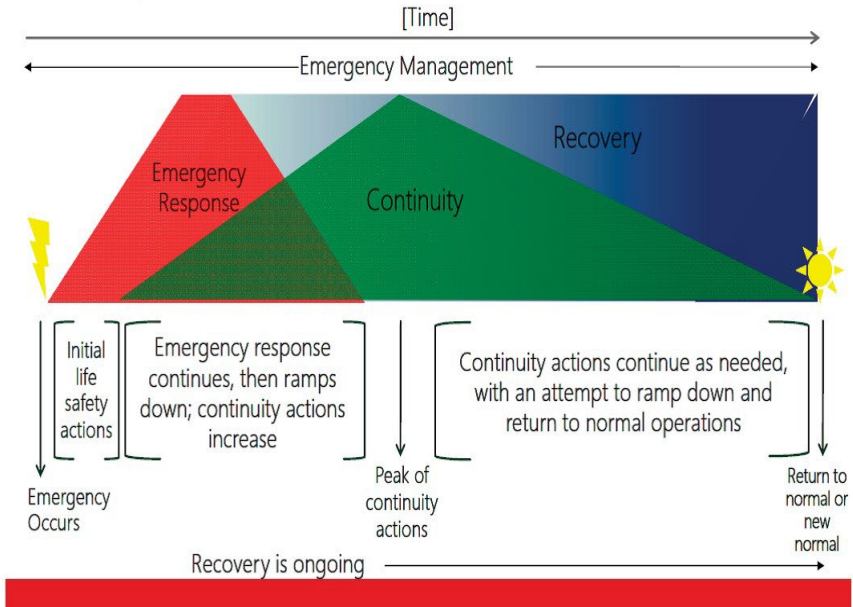 [Time]
Emergency Management
Recovery
Emergency
Response
Continuity
Initial
life
safety
actions
Emergency response
continues, then ramps
down; continuity actions
increase
Continuity actions continue as needed,
with an attempt to ramp down and
return to normal operations
Emergency
Occurs
Peak of
continuity
actions
Return to
normal or
new
normal
Recovery is ongoing